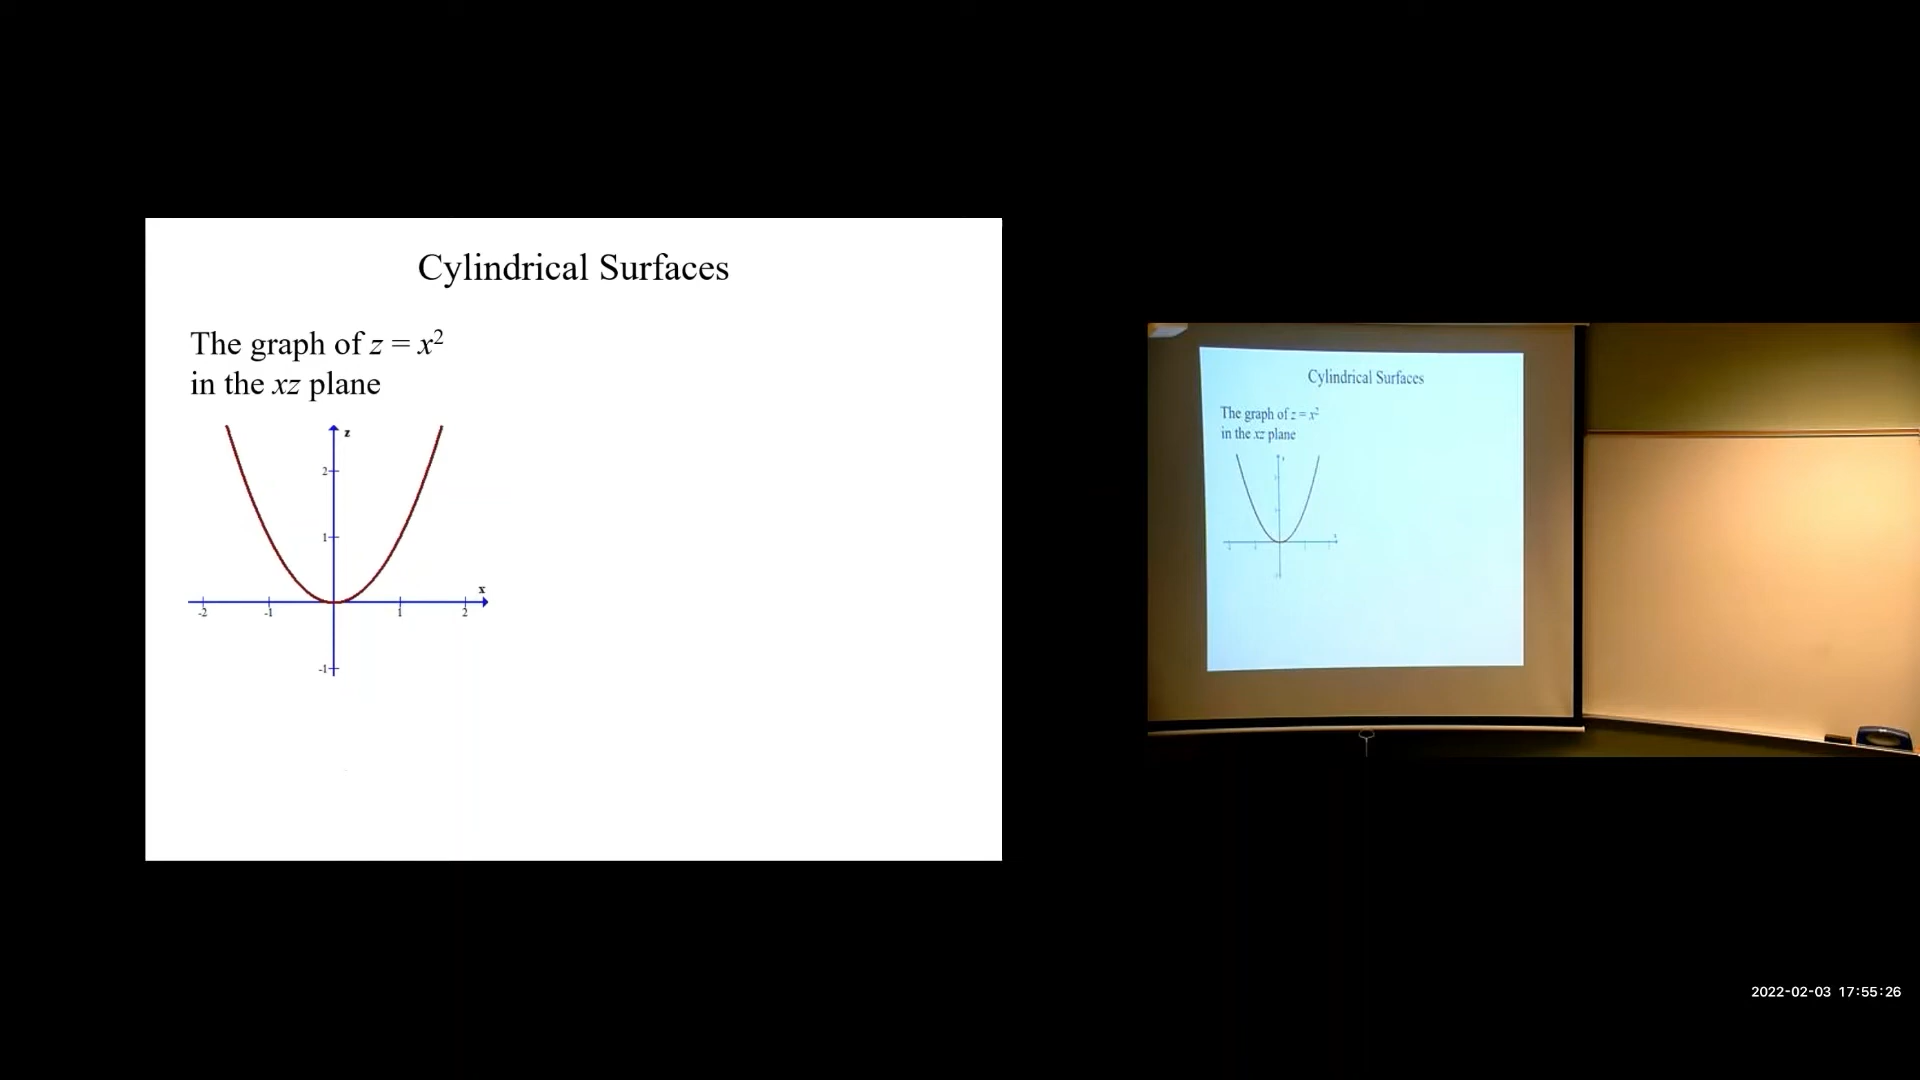 Cylindrical Surfaces
The graph of z = x²
in the xz plane
z
2
1
x
-2 -1 1 2
-1
Cylindrical Surfaces
The graph of z = x²
in the xz plane
2022-02-03 17:55:26